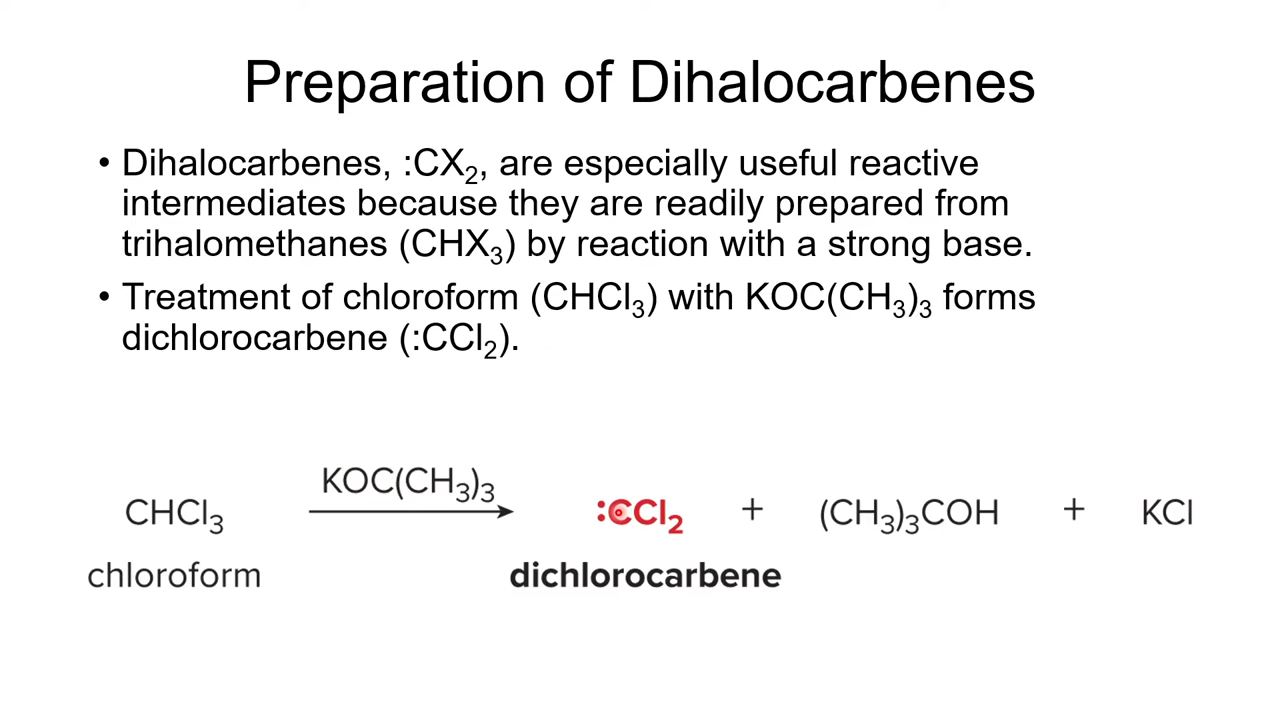 Preparation of Dihalocarbenes
• Dihalocarbenes, :CX₂, are especially useful reactive
intermediates because they are readily prepared from
trihalomethanes (CHX₃) by reaction with a strong base.
• Treatment of chloroform (CHCl₃) with KOC(CH₃)₃ forms
dichlorocarbene (:CCl₂).
KOC(CH₃)₃
CHCl₃ :CCl₂ + (CH₃)₃COH + KCl
chloroform dichlorocarbene